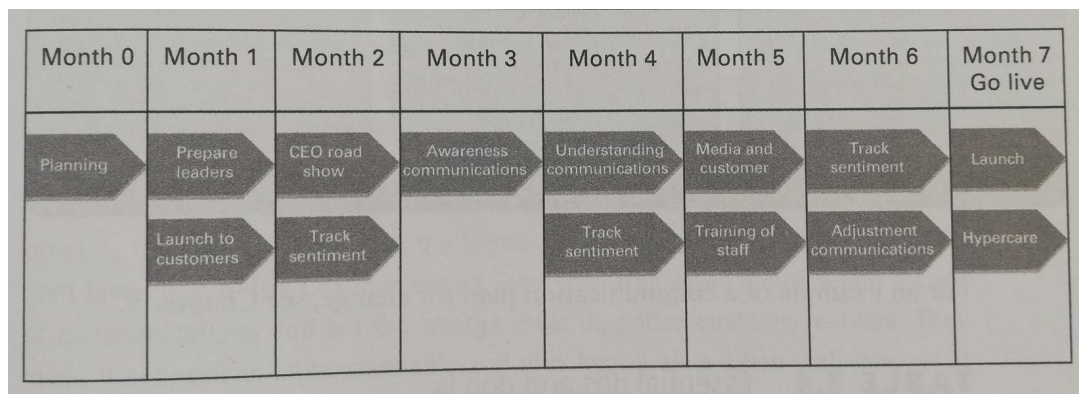 Month 0
Month 1
Month 2
Month 3
Month 4
Month 5
Month 6
Month 7
Go live
Planning
Prepare
leaders
CEO road
show
Awareness
communications
Understanding
communications
Media and
customer
Track
sentiment
Launch
Launch to
customers
Track
sentiment
Track
sentiment
Training of
staff
Adjustment
communications
Hypercare